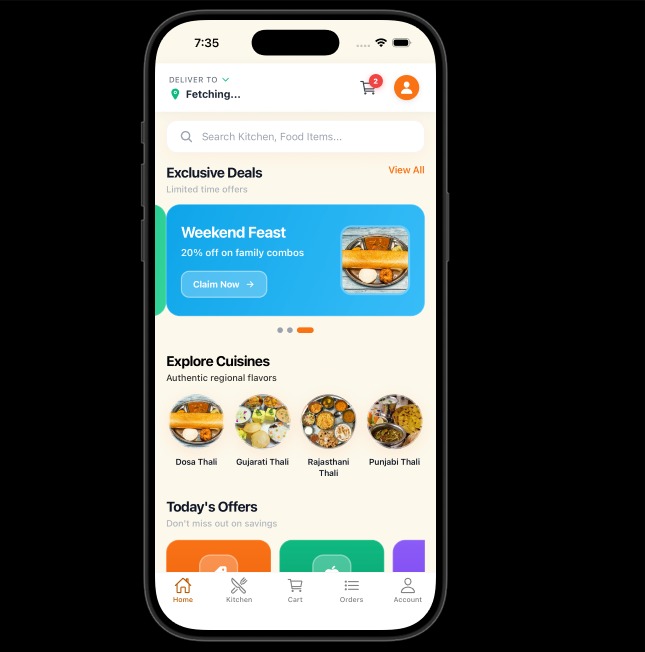 7:35
DELIVER TO
Fetching...
2
Search Kitchen, Food Items...
Exclusive Deals
View All
Limited time offers
Weekend Feast
20% off on family combos
Claim Now →
Explore Cuisines
Authentic regional flavors
Dosa Thali
Gujarati Thali
Rajasthani
Thali
Punjabi Thali
Today's Offers
Don't miss out on savings
Home
Kitchen
Cart
Orders
Account